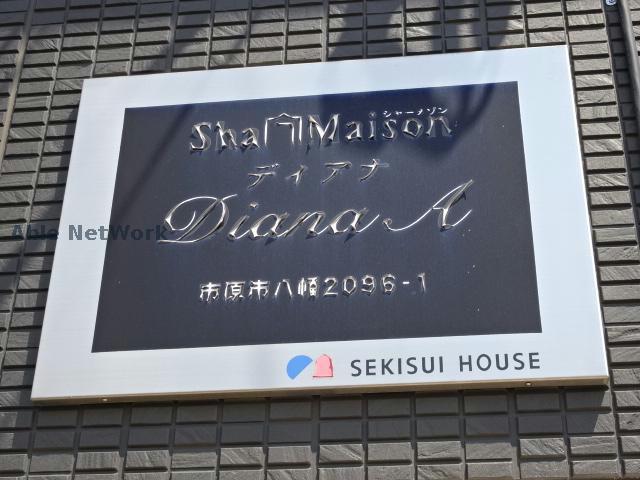 シャーメゾン
Sha Maison
ディアナ
Diana A
市原市八幡2096-1
SEKISUI HOUSE
Able NetWork